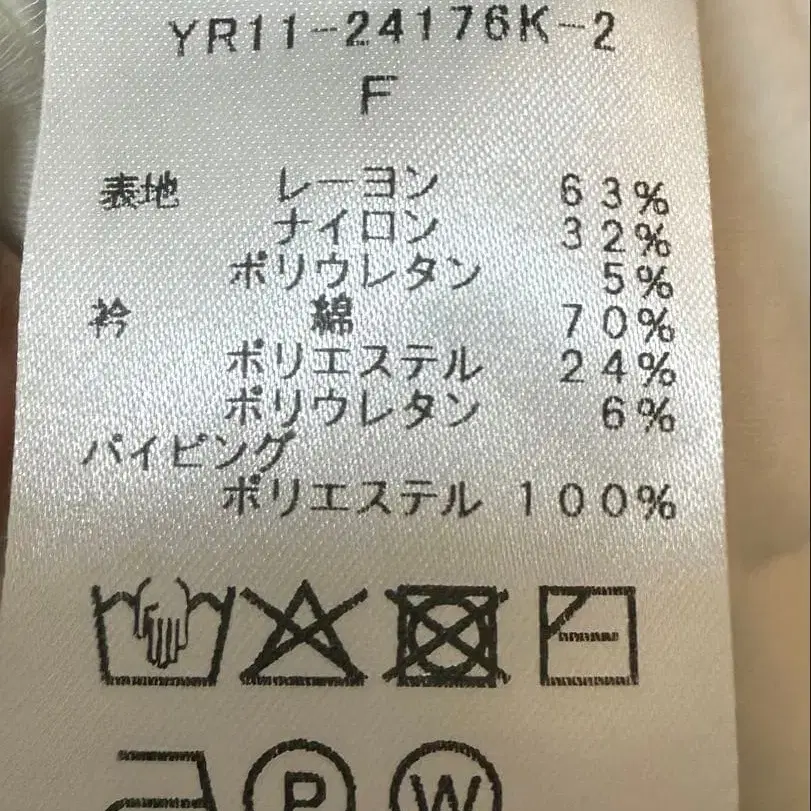 YR11-24176K-2
F
表地 レーヨン 63%
ナイロン 32%
ポリウレタン 5%
衿 綿 70%
ポリエステル 24%
ポリウレタン 6%
パイピング
ポリエステル 100%
P W